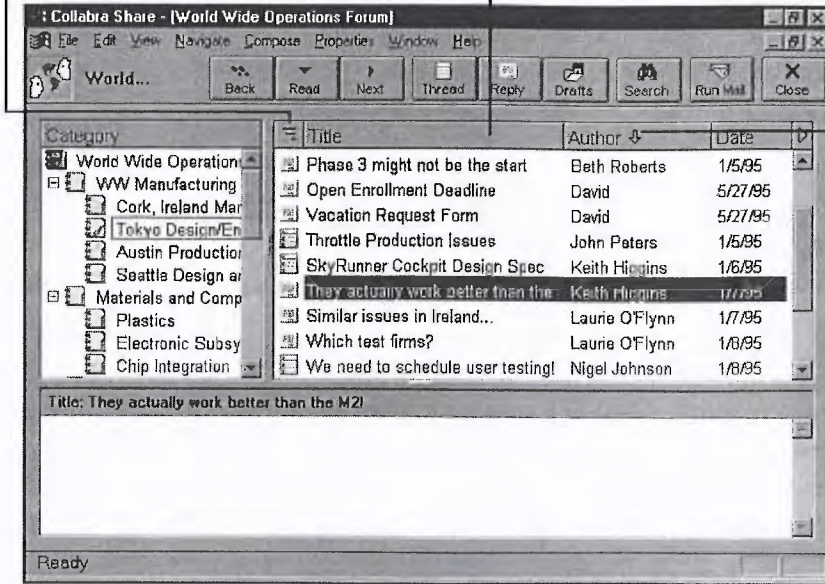 : Collabra Share - [World Wide Operations Forum]
File Edit View Navigate Compose Properties Window Help
World...
Back Read Next Thread Reply Drafts Search Run Mail Close
Category
World Wide Operation
WW Manufacturing
Cork, Ireland Mar
Tokyo Design/En
Austin Production
Seattle Design ar
Materials and Comp
Plastics
Electronic Subsy
Chip Integration
Title Author Date
Phase 3 might not be the start Beth Roberts 1/5/95
Open Enrollment Deadline David 5/27/95
Vacation Request Form David 5/27/95
Throttle Production Issues John Peters 1/5/95
SkyRunner Cockpit Design Spec Keith Higgins 1/6/95
They actually work better than the Keith Higgins 1/7/95
Similar issues in Ireland... Laurie O'Flynn 1/7/95
Which test firms? Laurie O'Flynn 1/8/95
We need to schedule user testing! Nigel Johnson 1/8/95
Title: They actually work better than the M2!
Ready